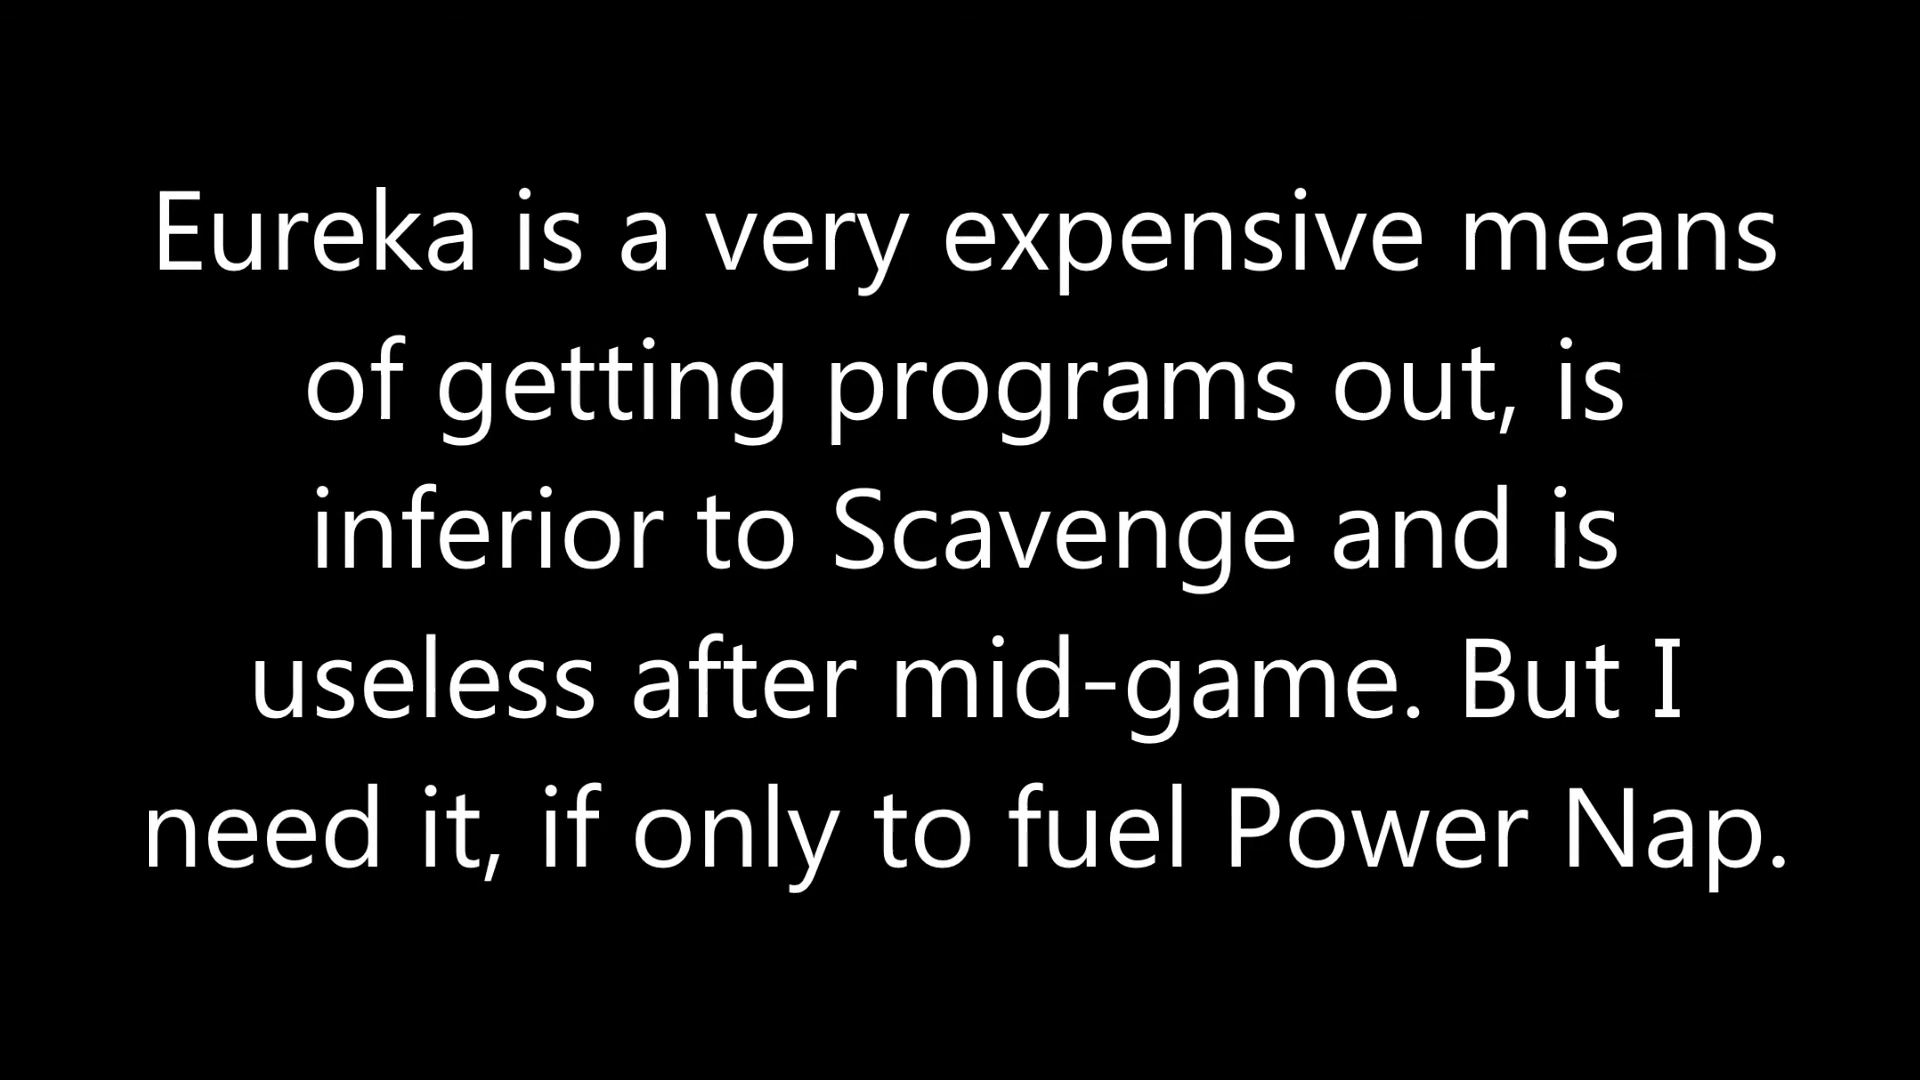 Eureka is a very expensive means
of getting programs out, is
inferior to Scavenge and is
useless after mid-game. But I
need it, if only to fuel Power Nap.